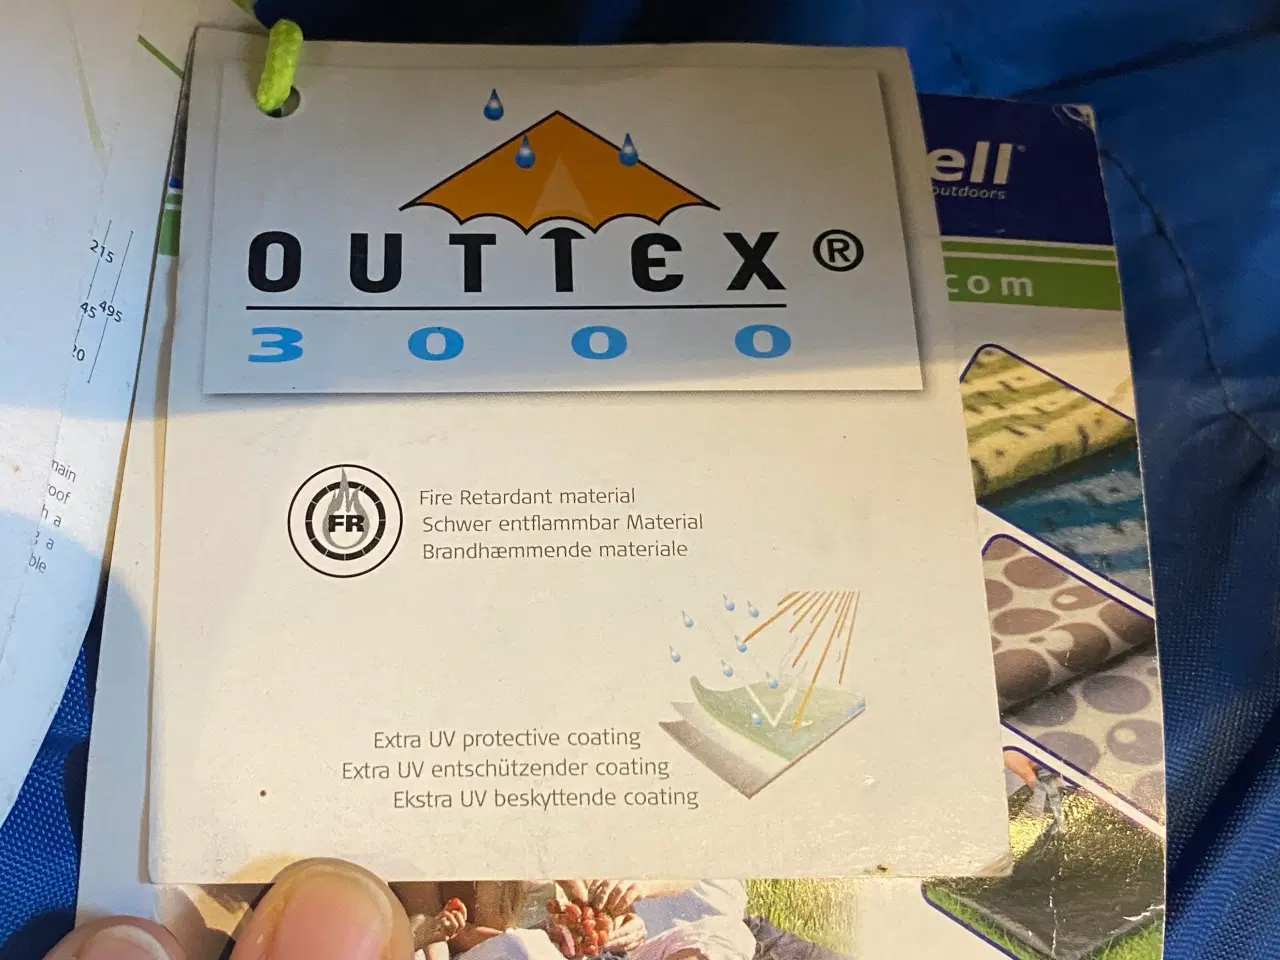 OUTTEX®
3000
FR
Fire Retardant material
Schwer entflammbar Material
Brandhæmmende materiale
Extra UV protective coating
Extra UV entschützender coating
Ekstra UV beskyttende coating
ell
outdoors
com
215
45 495
20
a
a